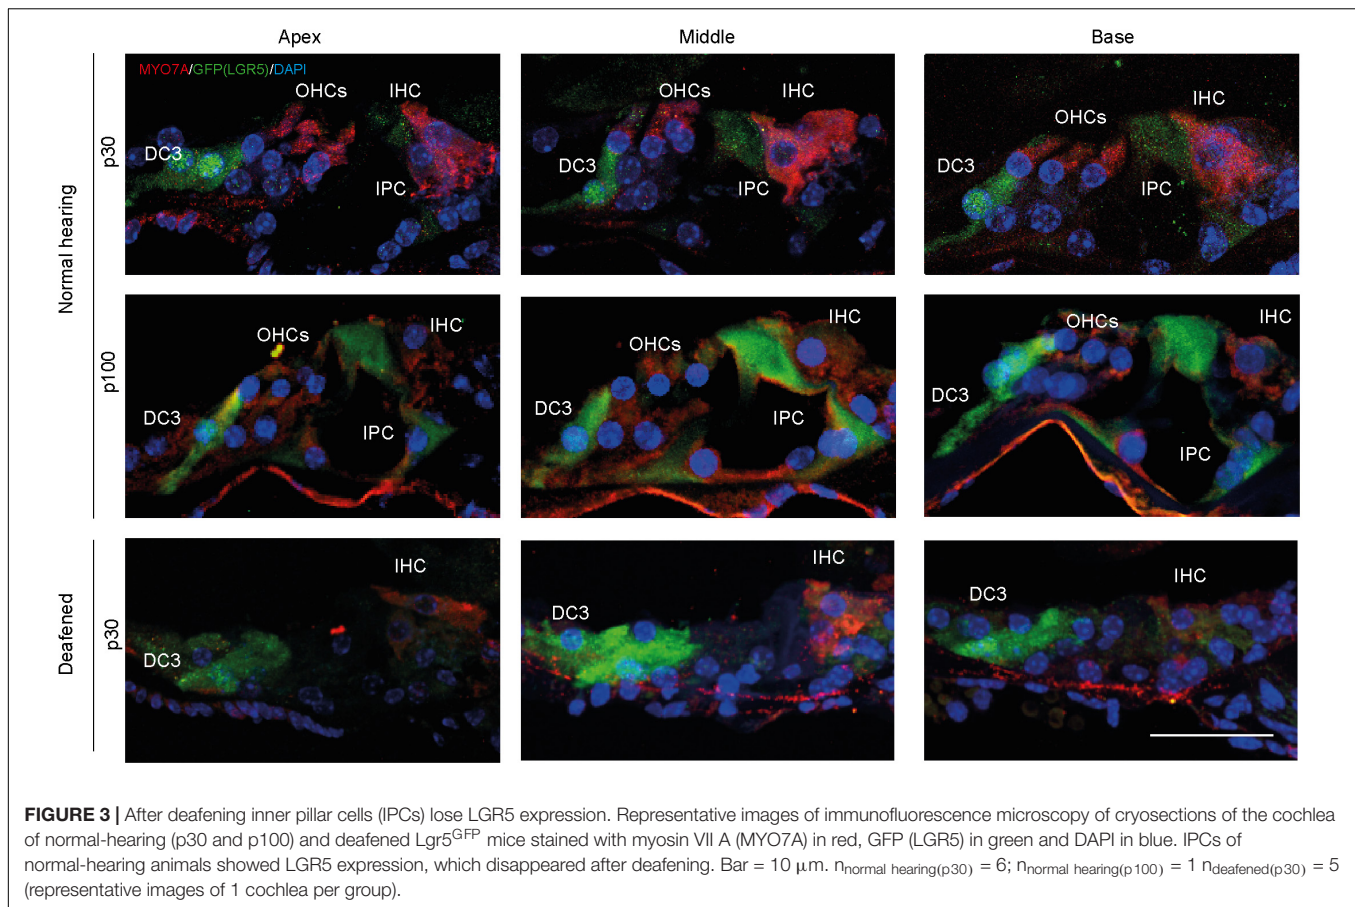 Apex
Middle
Base
Normal hearing
p30
MYO7A/GFP(LGR5)/DAPI
OHCs
IHC
DC3
IPC
OHCs
IHC
DC3
IPC
IHC
OHCs
DC3
IPC
p100
OHCs
IHC
DC3
IPC
IHC
OHCs
DC3
IPC
OHCs
IHC
DC3
IPC
Deafened
p30
IHC
DC3
IHC
DC3
IHC
DC3
FIGURE 3 | After deafening inner pillar cells (IPCs) lose LGR5 expression. Representative images of immunofluorescence microscopy of cryosections of the cochlea
of normal-hearing (p30 and p100) and deafened Lgr5GFP mice stained with myosin VII A (MYO7A) in red, GFP (LGR5) in green and DAPI in blue. IPCs of
normal-hearing animals showed LGR5 expression, which disappeared after deafening. Bar = 10 μm. nnormal hearing(p30) = 6; nnormal hearing(p100) = 1 ndeafened(p30) = 5
(representative images of 1 cochlea per group).